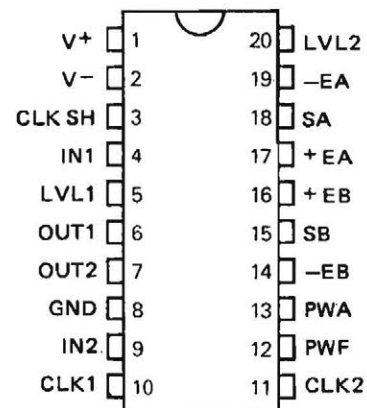 V+ 1 20 LVL2
V− 2 19 −EA
CLK SH 3 18 SA
IN1 4 17 +EA
LVL1 5 16 +EB
OUT1 6 15 SB
OUT2 7 14 −EB
GND 8 13 PWA
IN2 9 12 PWF
CLK1 10 11 CLK2